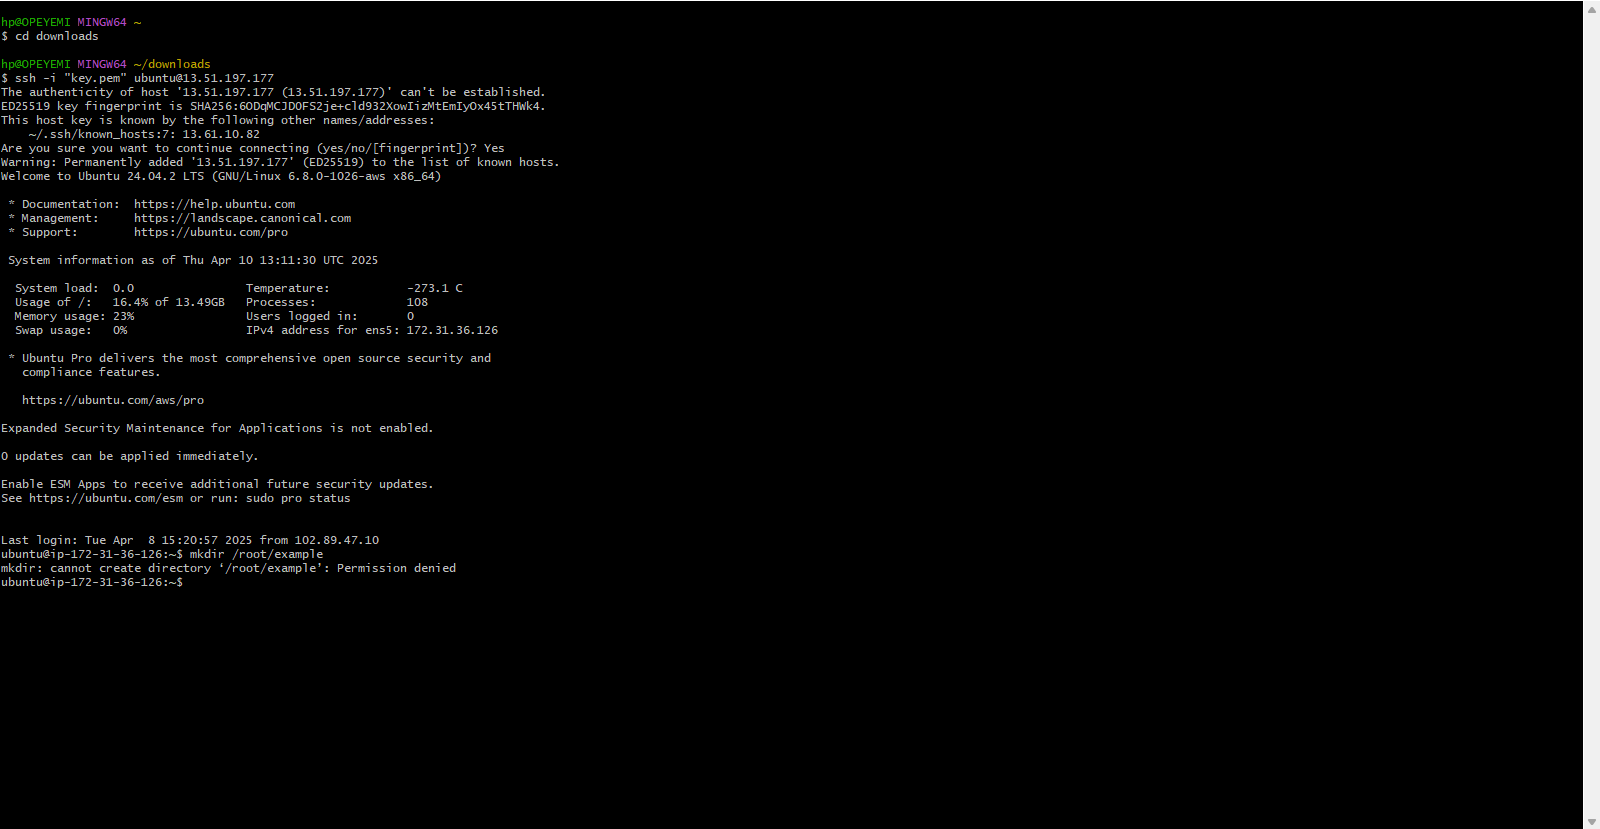 hp@OPEYEMI MINGW64 ~
$ cd downloads
hp@OPEYEMI MINGW64 ~/downloads
$ ssh -i "key.pem" ubuntu@13.51.197.177
The authenticity of host '13.51.197.177 (13.51.197.177)' can't be established.
ED25519 key fingerprint is SHA256:6ODqMCJDOFS2je+cld932XowIizMtEmIyOx45tTHWk4.
This host key is known by the following other names/addresses:
    ~/.ssh/known_hosts:7: 13.61.10.82
Are you sure you want to continue connecting (yes/no/[fingerprint])? Yes
Warning: Permanently added '13.51.197.177' (ED25519) to the list of known hosts.
Welcome to Ubuntu 24.04.2 LTS (GNU/Linux 6.8.0-1026-aws x86_64)
 * Documentation:  https://help.ubuntu.com
 * Management:     https://landscape.canonical.com
 * Support:        https://ubuntu.com/pro
 System information as of Thu Apr 10 13:11:30 UTC 2025
  System load:  0.0                Temperature:           -273.1 C
  Usage of /:   16.4% of 13.49GB   Processes:             108
  Memory usage: 23%                Users logged in:       0
  Swap usage:   0%                 IPv4 address for ens5: 172.31.36.126
 * Ubuntu Pro delivers the most comprehensive open source security and
   compliance features.
   https://ubuntu.com/aws/pro
Expanded Security Maintenance for Applications is not enabled.
0 updates can be applied immediately.
Enable ESM Apps to receive additional future security updates.
See https://ubuntu.com/esm or run: sudo pro status
Last login: Tue Apr  8 15:20:57 2025 from 102.89.47.10
ubuntu@ip-172-31-36-126:~$ mkdir /root/example
mkdir: cannot create directory ‘/root/example’: Permission denied
ubuntu@ip-172-31-36-126:~$